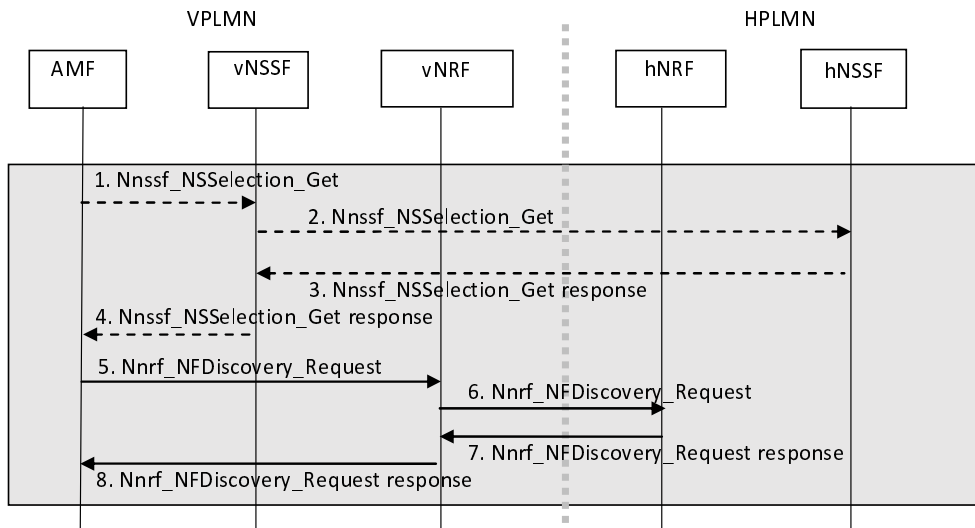 VPLMN
HPLMN
AMF
vNSSF
vNRF
hNRF
hNSSF
1. Nnssf_NSSelection_Get
2. Nnssf_NSSelection_Get
3. Nnssf_NSSelection_Get response
4. Nnssf_NSSelection_Get response
5. Nnrf_NFDiscovery_Request
6. Nnrf_NFDiscovery_Request
7. Nnrf_NFDiscovery_Request response
8. Nnrf_NFDiscovery_Request response